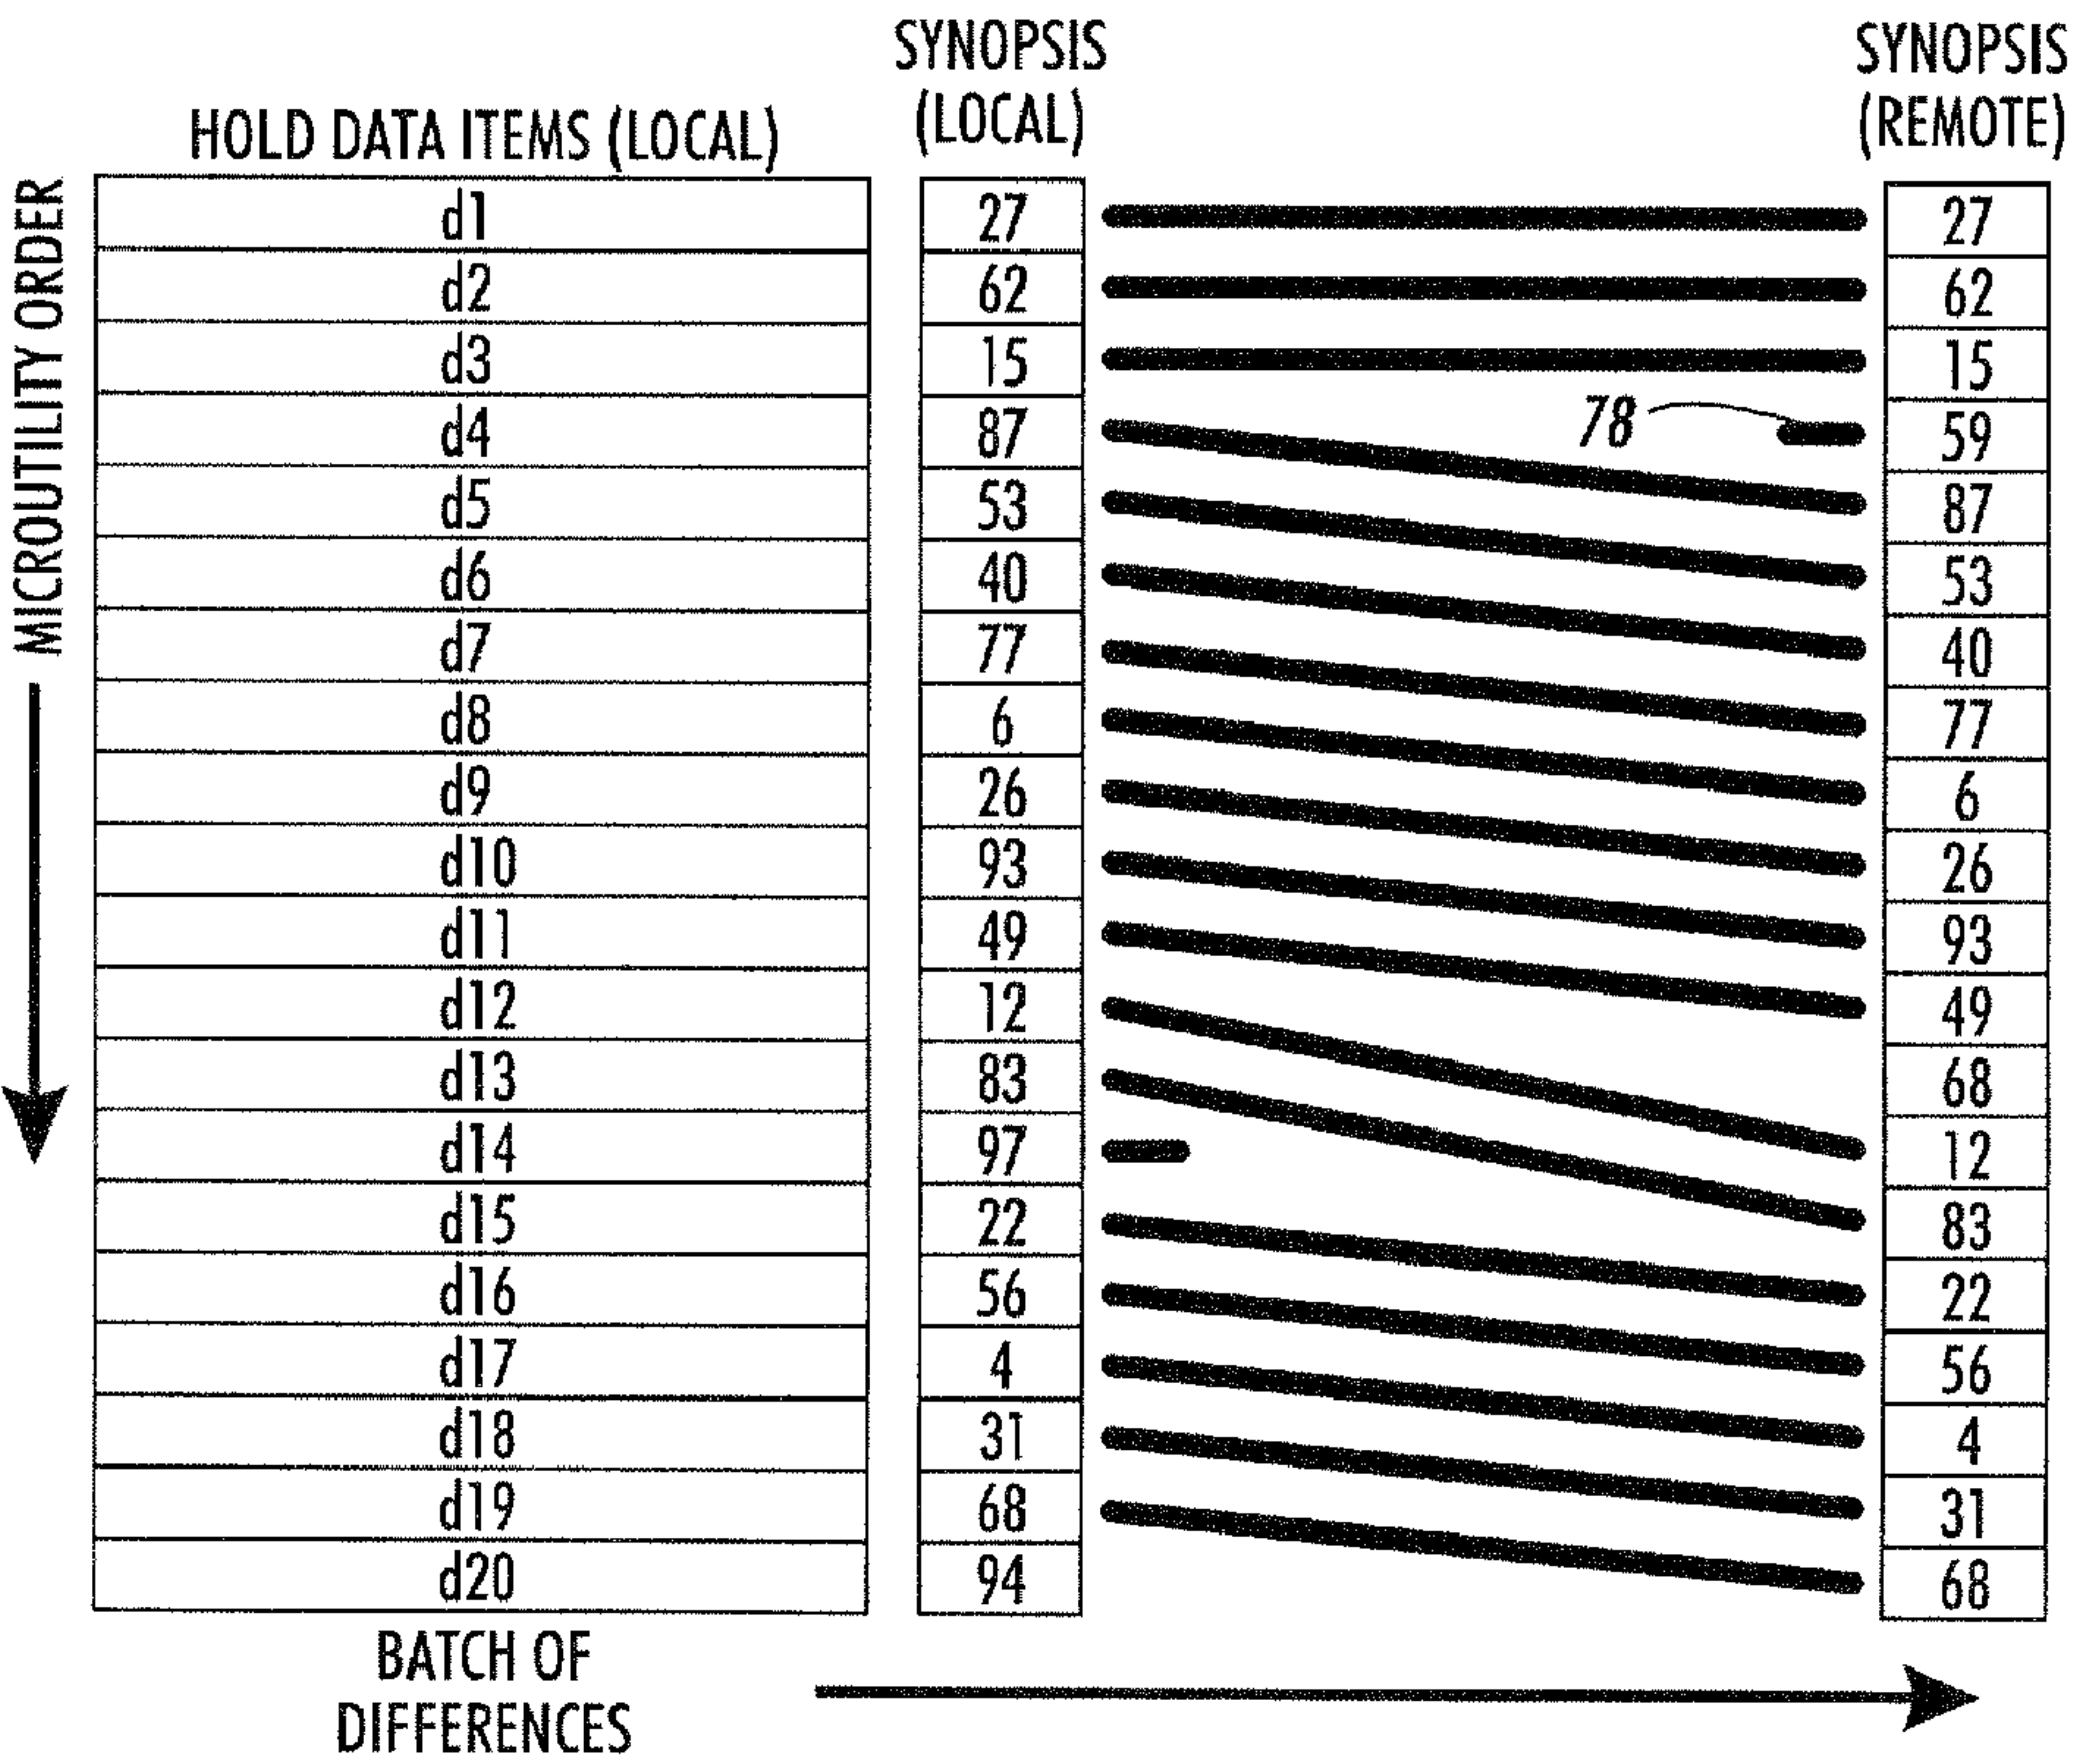 SYNOPSIS
(LOCAL)
SYNOPSIS
(REMOTE)
HOLD DATA ITEMS (LOCAL)
MICROUTILITY ORDER
d1 27 27
d2 62 62
d3 15 15
d4 87 78 59
d5 53 87
d6 40 53
d7 77 40
d8 6 77
d9 26 6
d10 93 26
d11 49 93
d12 12 49
d13 83 68
d14 97 12
d15 22 83
d16 56 22
d17 4 56
d18 31 4
d19 68 31
d20 94 68
BATCH OF
DIFFERENCES